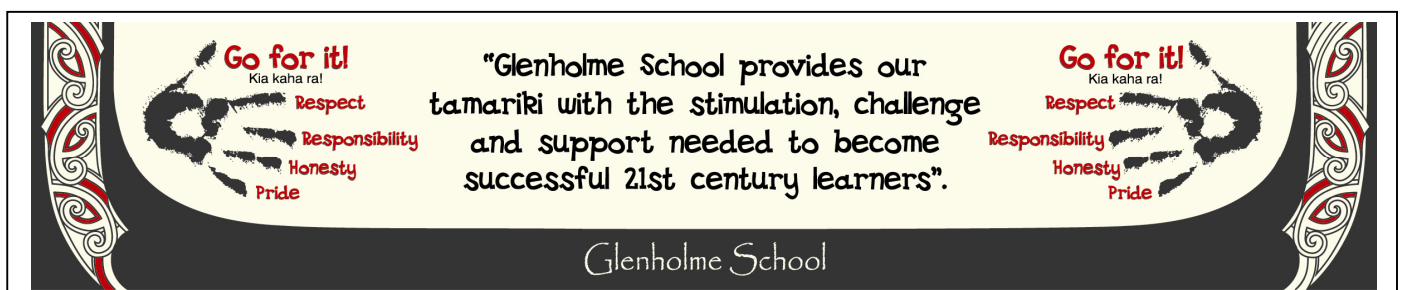 Go for it!
Kia kaha ra!
Respect
Responsibility
Honesty
Pride
“Glenholme School provides our
tamariki with the stimulation, challenge
and support needed to become
successful 21st century learners”.
Go for it!
Kia kaha ra!
Respect
Responsibility
Honesty
Pride
Glenholme School